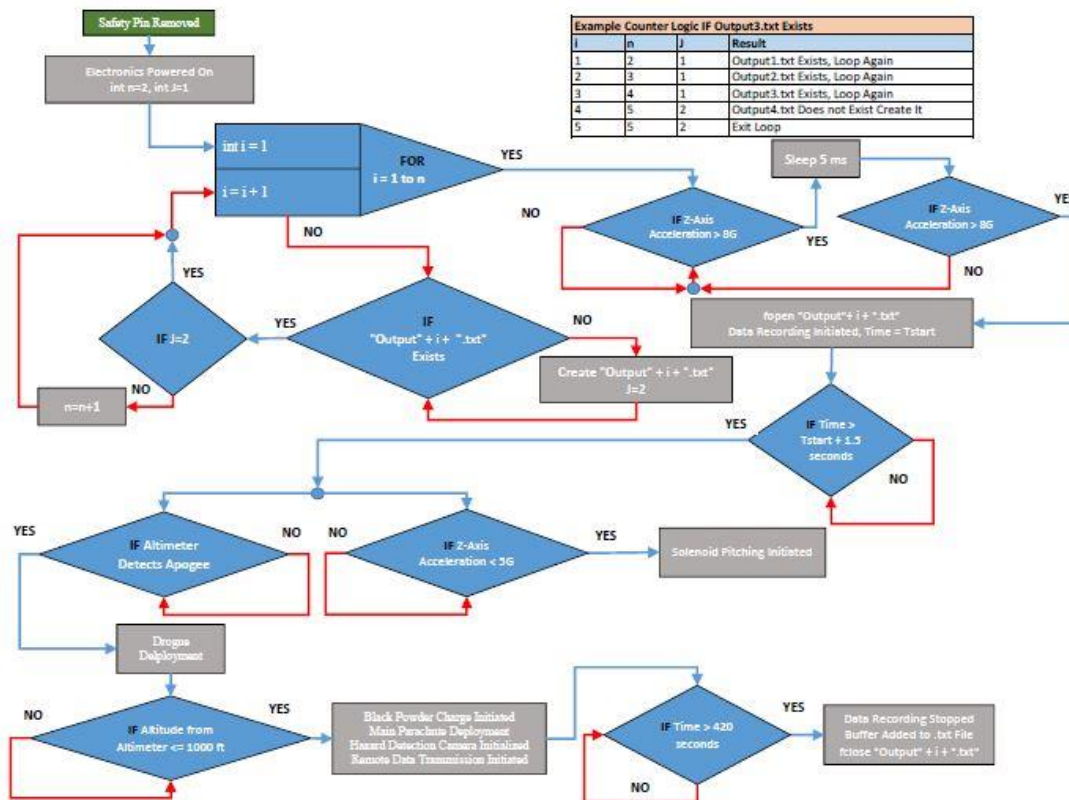 Safety Pin Removed
Electronics Powered On
int n=2, int J=1
Example Counter Logic IF Output3.txt Exists
i n J Result
1 2 1 Output1.txt Exists, Loop Again
2 3 1 Output2.txt Exists, Loop Again
3 4 1 Output3.txt Exists, Loop Again
4 5 2 Output4.txt Does not Exist Create It
5 5 2 Exit Loop
int i = 1
i = i + 1
FOR
i = 1 to n
YES
NO
Sleep 5 ms
IF Z-Axis
Acceleration > 8G
NO
YES
IF Z-Axis
Acceleration > 8G
YES
NO
YES
IF J=2
NO
n=n+1
YES
IF
"Output" + i + ".txt"
Exists
NO
Create "Output" + i + ".txt"
J=2
fopen "Output"+ i + ".txt"
Data Recording Initiated, Time = Tstart
IF Time >
Tstart + 1.5
seconds
YES
NO
YES
IF Altimeter
Detects Apogee
NO
NO
IF Z-Axis
Acceleration < 5G
YES
Solenoid Pitching Initiated
Drogue
Delployment
NO
IF Altitude from
Altimeter <= 1000 ft
YES
Black Powder Charge Initiated
Main Parachute Deployment
Hazard Detection Camera Initialized
Remote Data Transmission Initiated
IF Time > 420
seconds
YES
NO
Data Recording Stopped
Buffer Added to .txt File
fclose "Output" + i + ".txt"